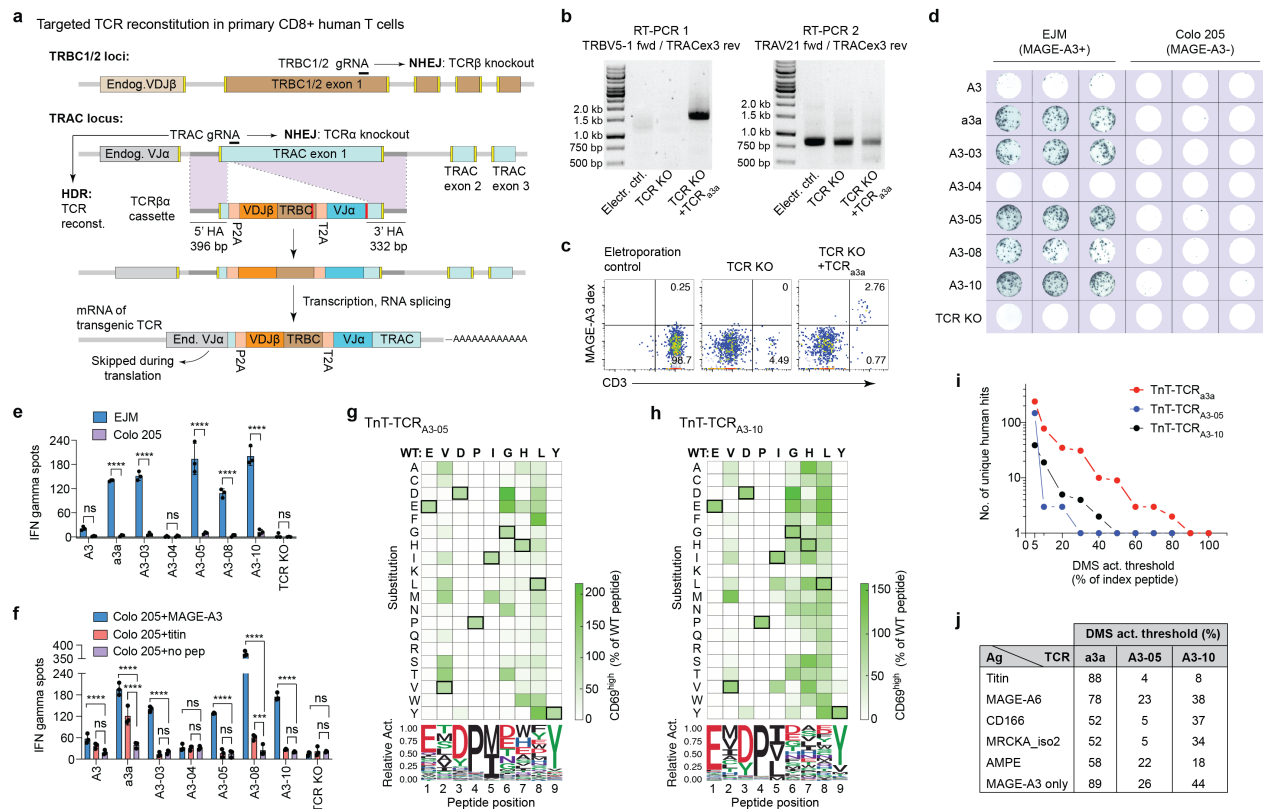 a
Targeted TCR reconstitution in primary CD8+ human T cells
TRBC1/2 loci:
TRBC1/2 gRNA
NHEJ: TCRβ knockout
Endog.VDJβ
TRBC1/2 exon 1
TRAC locus:
TRAC gRNA
NHEJ: TCRα knockout
Endog. VJα
TRAC exon 1
TRAC
exon 2
TRAC
exon 3
HDR:
TCR
reconst.
TCRβα
cassette
VDJβ
TRBC
VJα
5' HA
396 bp
P2A
T2A
3' HA
332 bp
Transcription, RNA splicing
mRNA of
transgenic TCR
End. VJα
VDJβ
TRBC
VJα
TRAC
AAAAAAAAAAAA
Skipped during
translation
P2A
T2A
b
RT-PCR 1
TRBV5-1 fwd / TRACex3 rev
2.0 kb
1.5 kb
1.0 kb
750 bp
500 bp
Electr. ctrl.
TCR KO
TCR KO
+TCRa3a
RT-PCR 2
TRAV21 fwd / TRACex3 rev
2.0 kb
1.5 kb
1.0 kb
750 bp
500 bp
Electr. ctrl.
TCR KO
TCR KO
+TCRa3a
c
Eletroporation
control
TCR KO
TCR KO
+TCRa3a
MAGE-A3 dex
0.25
98.7
0
4.49
2.76
0.77
CD3
d
EJM
(MAGE-A3+)
Colo 205
(MAGE-A3-)
A3
a3a
A3-03
A3-04
A3-05
A3-08
A3-10
TCR KO
e
EJM
Colo 205
IFN gamma spots
240
180
120
60
0
ns
****
****
ns
****
****
****
ns
A3
a3a
A3-03
A3-04
A3-05
A3-08
A3-10
TCR KO
f
Colo 205+MAGE-A3
Colo 205+titin
Colo 205+no pep
IFN gamma spots
400
350
240
180
120
60
0
****
ns
****
****
****
ns
ns
ns
****
ns
****
***
****
ns
ns
ns
A3
a3a
A3-03
A3-04
A3-05
A3-08
A3-10
TCR KO
g
TnT-TCRA3-05
WT: E V D P I G H L Y
Substitution
A
C
D
E
F
G
H
I
K
L
M
N
P
Q
R
S
T
V
W
Y
200
150
100
50
0
CD69high (% of WT peptide)
Relative Act.
1.00
0.75
0.50
0.25
0.00
1 2 3 4 5 6 7 8 9
Peptide position
h
TnT-TCRA3-10
WT: E V D P I G H L Y
Substitution
A
C
D
E
F
G
H
I
K
L
M
N
P
Q
R
S
T
V
W
Y
150
100
50
0
CD69high (% of WT peptide)
Relative Act.
1.00
0.75
0.50
0.25
0.00
1 2 3 4 5 6 7 8 9
Peptide position
i
TnT-TCRa3a
TnT-TCRA3-05
TnT-TCRA3-10
No. of unique human hits
100
10
1
0 5 20 40 60 80 100
DMS act. threshold
(% of index peptide)
j
DMS act. threshold (%)
Ag TCR a3a A3-05 A3-10
Titin 88 4 8
MAGE-A6 78 23 38
CD166 52 5 37
MRCKA_iso2 52 5 34
AMPE 58 22 18
MAGE-A3 only 89 26 44